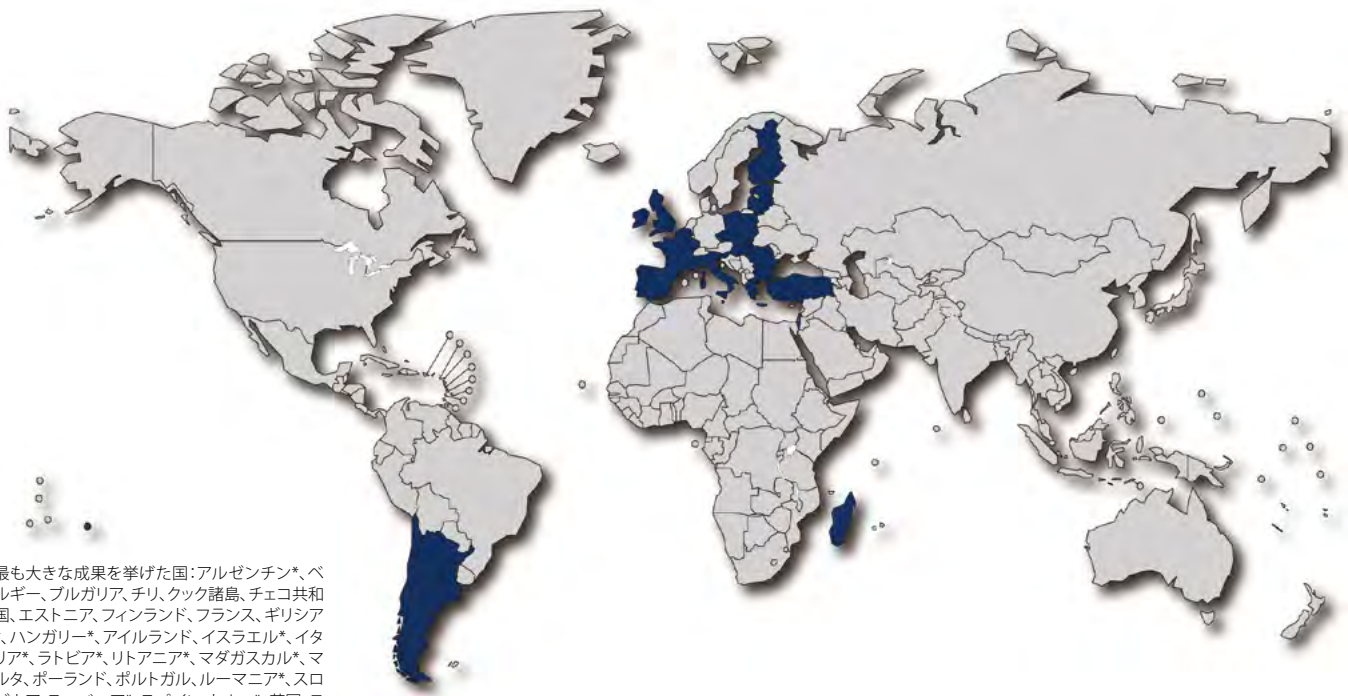 最も大きな成果を挙げた国：アルゼンチン*、ベ
ルギー、ブルガリア、チリ、クック諸島、チェコ共和
国、エストニア、フィンランド、フランス、ギリシア
、ハンガリー*、アイルランド、イスラエル*、イタ
リア*、ラトビア*、リトアニア*、マダガスカル*、マ
ルタ、ポーランド、ポルトガル、ルーマニア*、スロ